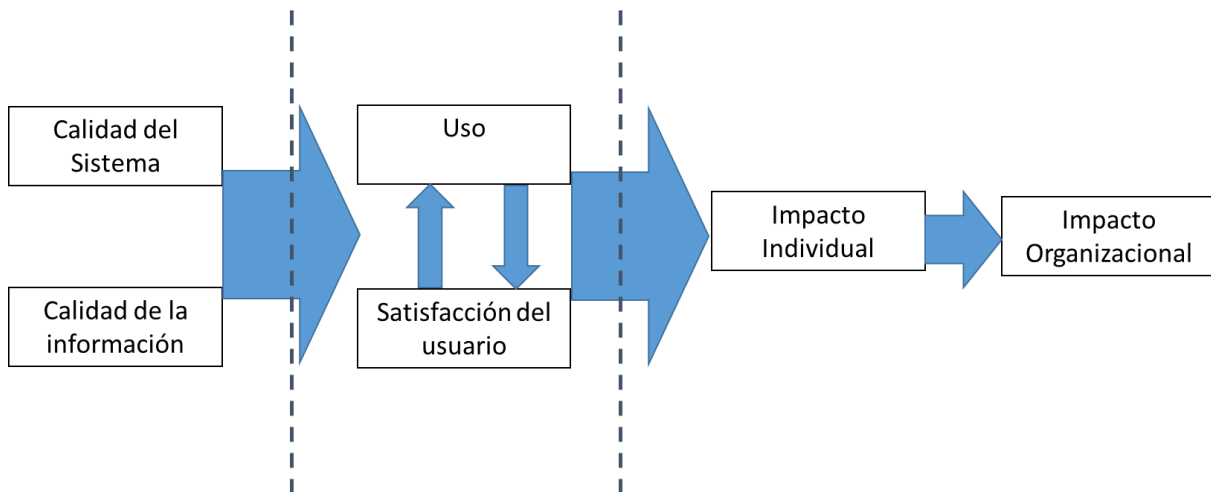 Calidad del
Sistema
Calidad de la
información
Uso
Satisfacción del
usuario
Impacto
Individual
Impacto
Organizacional